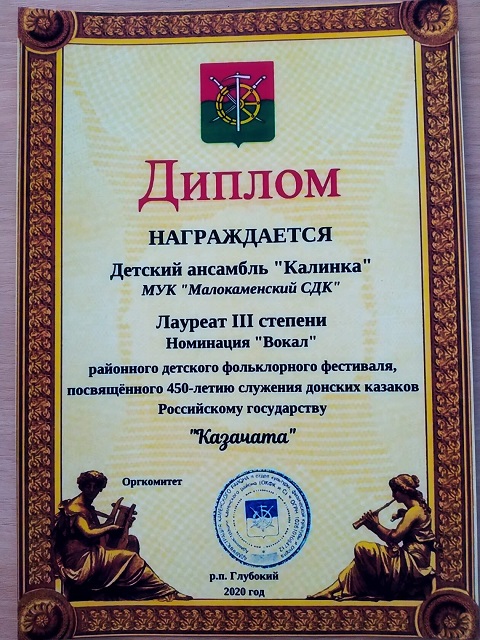 Диплом
НАГРАЖДАЕТСЯ
Детский ансамбль "Калинка"
МУК "Малокаменский СДК"
Лауреат III степени
Номинация "Вокал"
районного детского фольклорного фестиваля,
посвящённого 450-летию служения донских казаков
Российскому государству
"Казачата"
Оргкомитет
р.п. Глубокий
2020 год